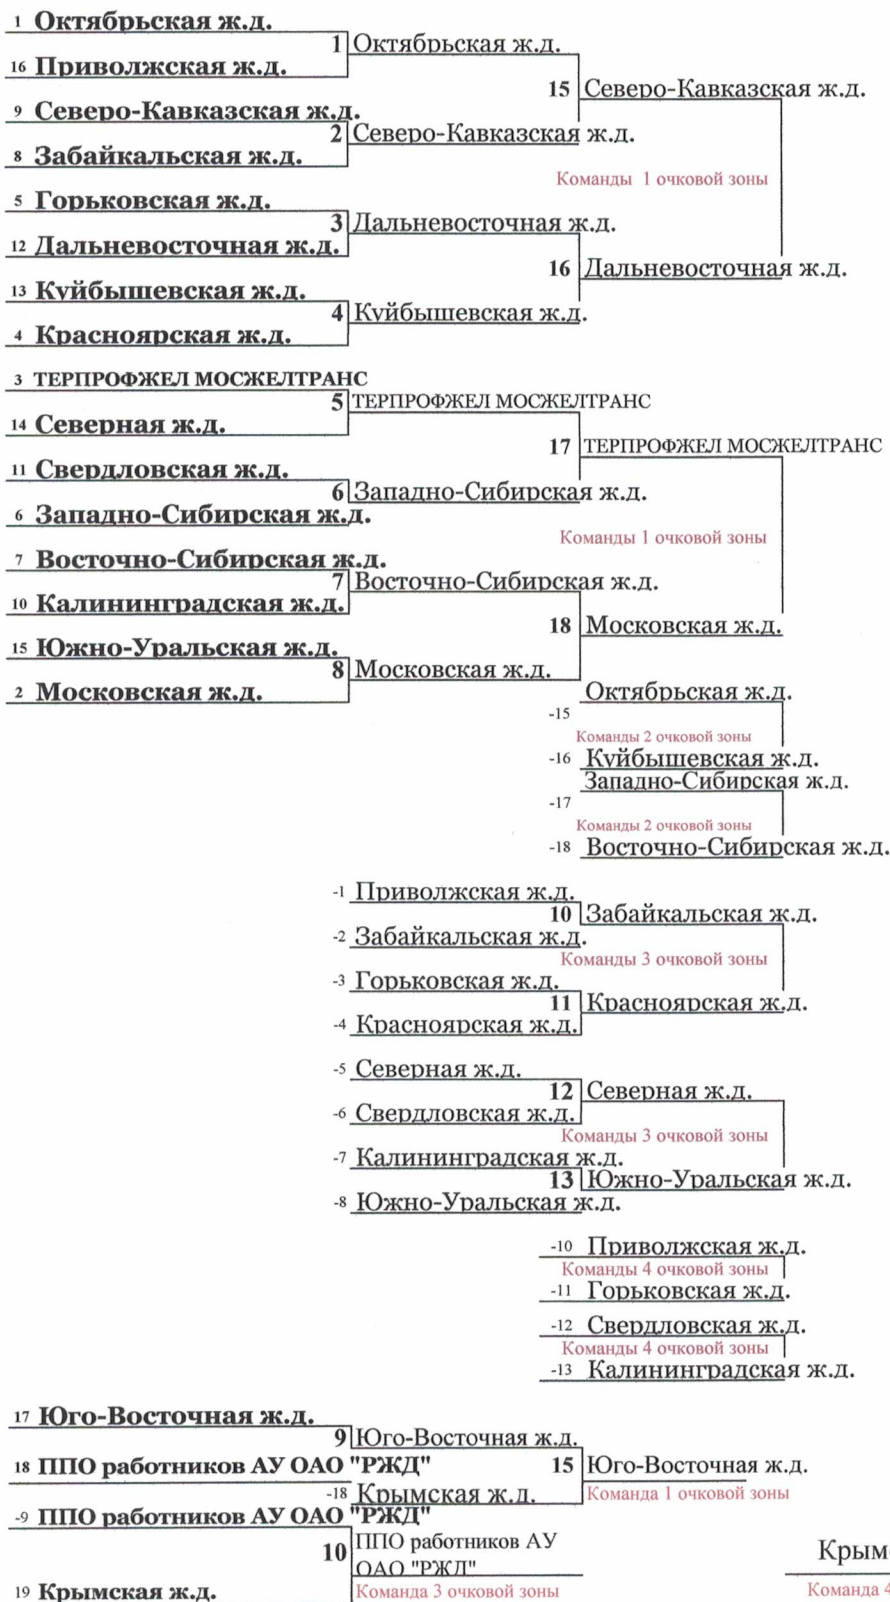 1 Октябрьская ж.д.
1 Октябрьская ж.д.
16 Приволжская ж.д.
15 Северо-Кавказская ж.д.
9 Северо-Кавказская ж.д.
2 Северо-Кавказская ж.д.
8 Забайкальская ж.д.
Команды 1 очковой зоны
5 Горьковская ж.д.
3 Дальневосточная ж.д.
12 Дальневосточная ж.д.
16 Дальневосточная ж.д.
13 Куйбышевская ж.д.
4 Куйбышевская ж.д.
4 Красноярская ж.д.
3 ТЕРПРОФЖЕЛ МОСЖЕЛТРАНС
5 ТЕРПРОФЖЕЛ МОСЖЕЛТРАНС
14 Северная ж.д.
17 ТЕРПРОФЖЕЛ МОСЖЕЛТРАНС
11 Свердловская ж.д.
6 Западно-Сибирская ж.д.
6 Западно-Сибирская ж.д.
Команды 1 очковой зоны
7 Восточно-Сибирская ж.д.
7 Восточно-Сибирская ж.д.
10 Калининградская ж.д.
18 Московская ж.д.
15 Южно-Уральская ж.д.
8 Московская ж.д.
2 Московская ж.д.
Октябрьская ж.д.
-15
Команды 2 очковой зоны
-16 Куйбышевская ж.д.
Западно-Сибирская ж.д.
-17
Команды 2 очковой зоны
-18 Восточно-Сибирская ж.д.
-1 Приволжская ж.д.
10 Забайкальская ж.д.
-2 Забайкальская ж.д.
Команды 3 очковой зоны
-3 Горьковская ж.д.
11 Красноярская ж.д.
-4 Красноярская ж.д.
-5 Северная ж.д.
12 Северная ж.д.
-6 Свердловская ж.д.
Команды 3 очковой зоны
-7 Калининградская ж.д.
13 Южно-Уральская ж.д.
-8 Южно-Уральская ж.д.
-10 Приволжская ж.д.
Команды 4 очковой зоны
-11 Горьковская ж.д.
-12 Свердловская ж.д.
Команды 4 очковой зоны
-13 Калининградская ж.д.
17 Юго-Восточная ж.д.
9 Юго-Восточная ж.д.
18 ППО работников АУ ОАО "РЖД"
15 Юго-Восточная ж.д.
-18 Крымская ж.д.
Команда 1 очковой зоны
-9 ППО работников АУ ОАО "РЖД"
10 ППО работников АУ
ОАО "РЖД"
Крым
19 Крымская ж.д.
Команда 3 очковой зоны
Команда 4